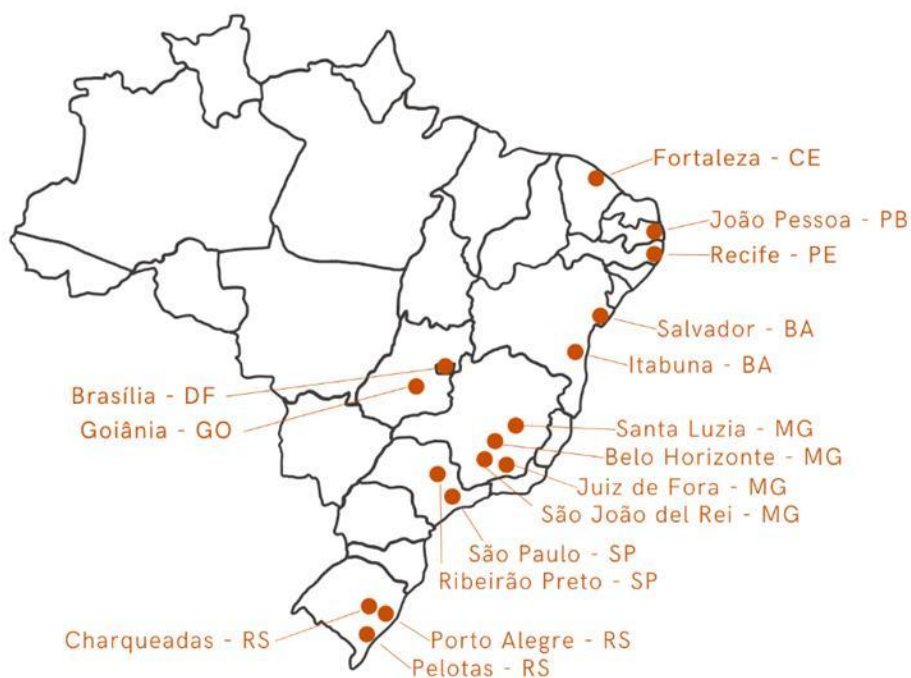 Fortaleza - CE
João Pessoa - PB
Recife - PE
Salvador - BA
Itabuna - BA
Brasília - DF
Goiânia - GO
Santa Luzia - MG
Belo Horizonte - MG
Juiz de Fora - MG
São João del Rei - MG
São Paulo - SP
Ribeirão Preto - SP
Charqueadas - RS
Porto Alegre - RS
Pelotas - RS